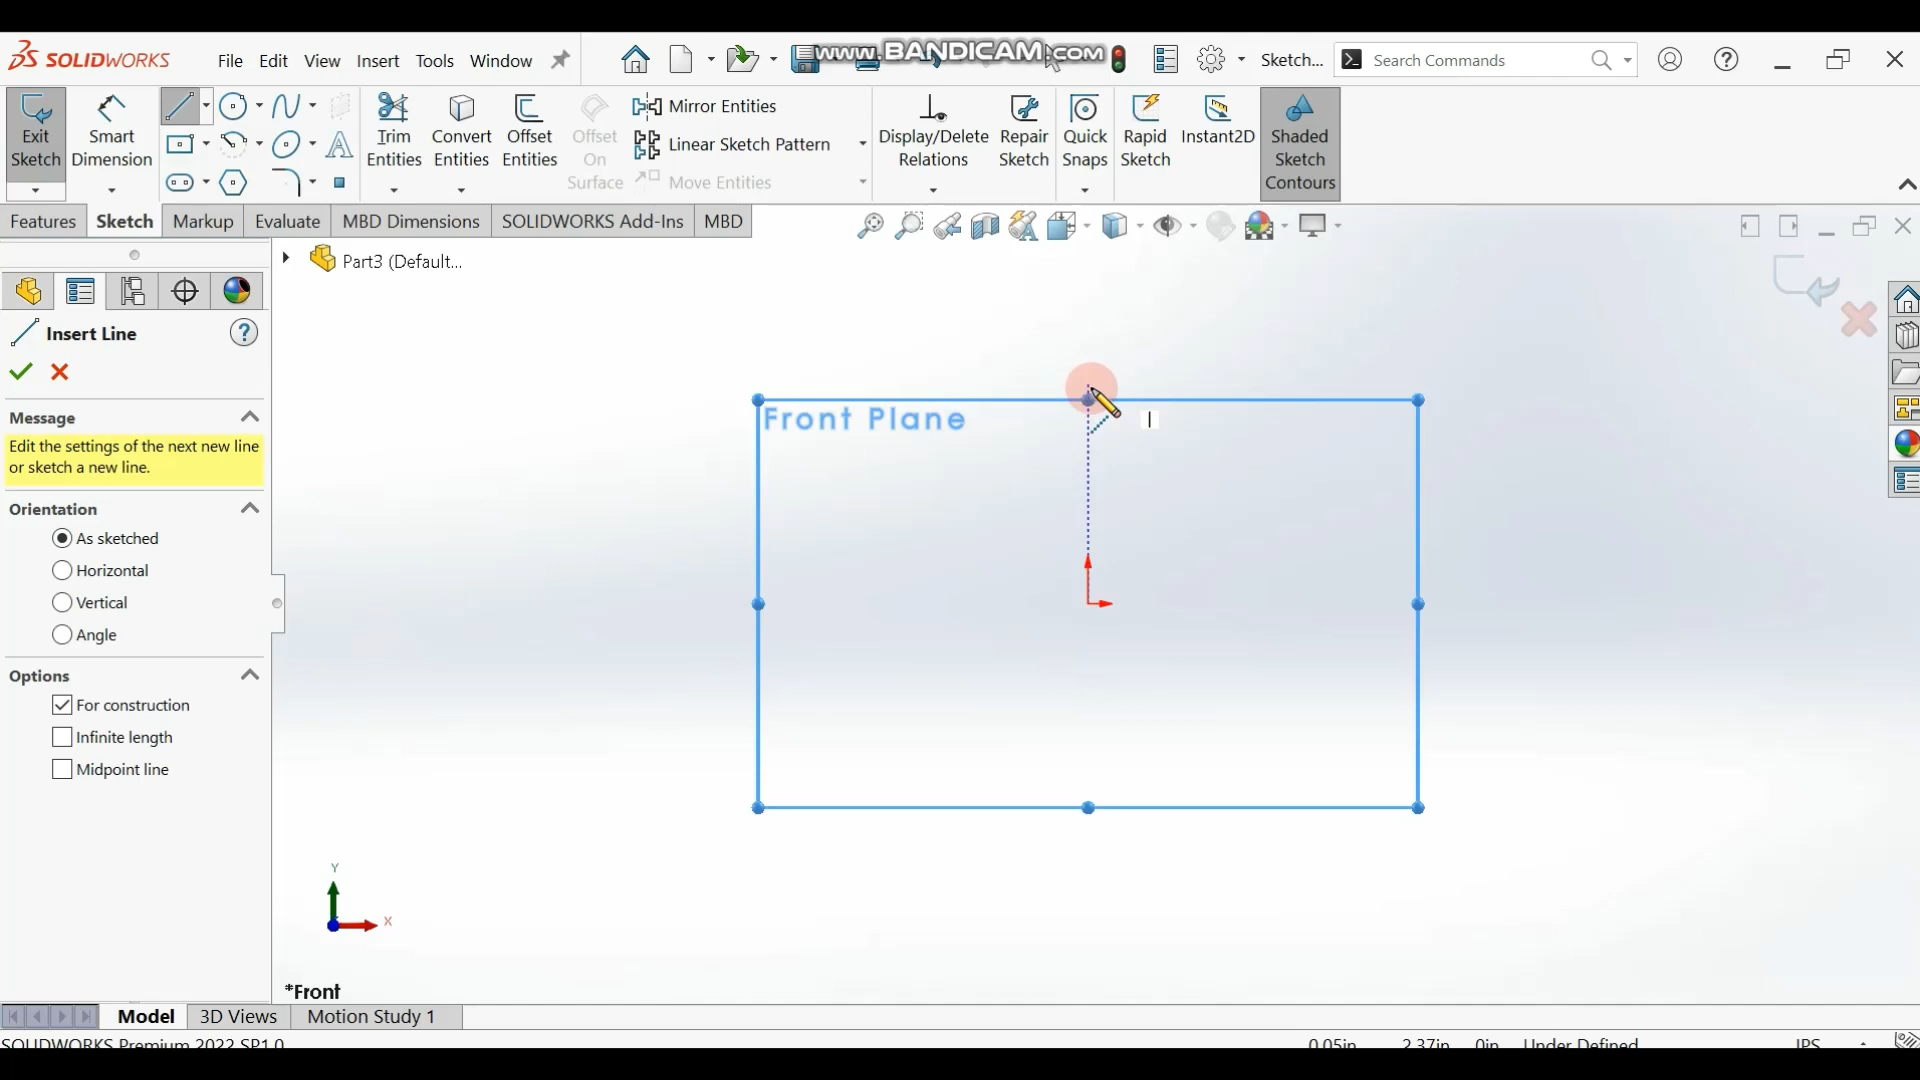 SOLIDWORKS
File Edit View Insert Tools Window
www.BANDICAM.com
Sketch...
Search Commands
Exit Sketch
Smart Dimension
Trim Entities
Convert Entities
Offset Entities
Offset On Surface
Mirror Entities
Linear Sketch Pattern
Move Entities
Display/Delete Relations
Repair Sketch
Quick Snaps
Rapid Sketch
Instant2D
Shaded Sketch Contours
Features Sketch Markup Evaluate MBD Dimensions SOLIDWORKS Add-Ins MBD
Part3 (Default...
Insert Line
Message
Edit the settings of the next new line
or sketch a new line.
Orientation
As sketched
Horizontal
Vertical
Angle
Options
For construction
Infinite length
Midpoint line
Front Plane
Y
X
*Front
Model 3D Views Motion Study 1
SOLIDWORKS Premium 2022 SP1.0
0.05in 2.37in 0in Under Defined IPS